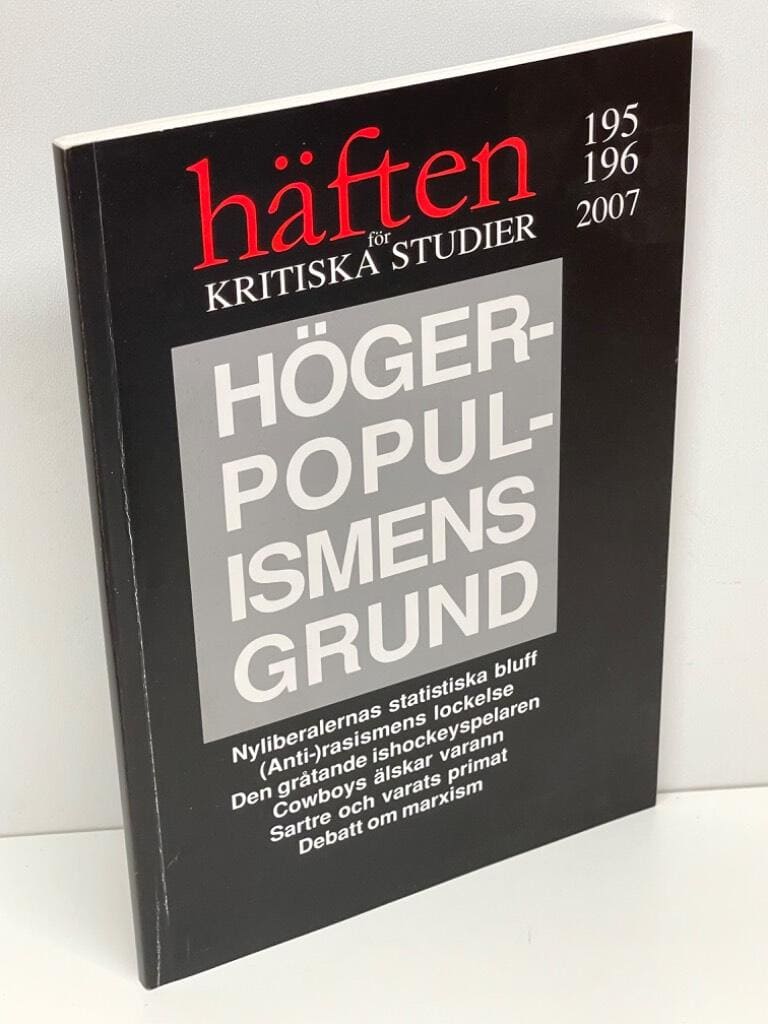 häften
för
KRITISKA STUDIER
195
196
2007
HÖGER-
POPUL-
ISMENS
GRUND
Nyliberalernas statistiska bluff
(Anti-)rasismens lockelse
Den gråtande ishockeyspelaren
Cowboys älskar varann
Sartre och varats primat
Debatt om marxism